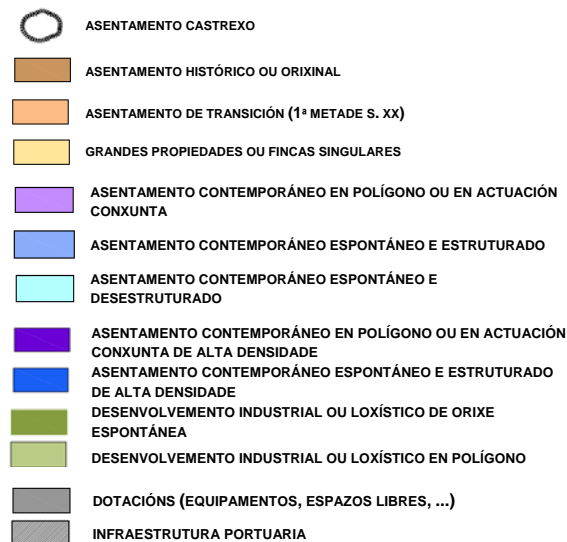 ASENTAMENTO CASTREXO
ASENTAMENTO HISTÓRICO OU ORIXINAL
ASENTAMENTO DE TRANSICIÓN (1ª METADE S. XX)
GRANDES PROPIEDADES OU FINCAS SINGULARES
ASENTAMENTO CONTEMPORÁNEO EN POLÍGONO OU EN ACTUACIÓN
CONXUNTA
ASENTAMENTO CONTEMPORÁNEO ESPONTÁNEO E ESTRUTURADO
ASENTAMENTO CONTEMPORÁNEO ESPONTÁNEO E
DESESTRUTURADO
ASENTAMENTO CONTEMPORÁNEO EN POLÍGONO OU EN ACTUACIÓN
CONXUNTA DE ALTA DENSIDADE
ASENTAMENTO CONTEMPORÁNEO ESPONTÁNEO E ESTRUTURADO
DE ALTA DENSIDADE
DESENVOLVEMENTO INDUSTRIAL OU LOXÍSTICO DE ORIXE
ESPONTÁNEA
DESENVOLVEMENTO INDUSTRIAL OU LOXÍSTICO EN POLÍGONO
DOTACIÓNS (EQUIPAMENTOS, ESPAZOS LIBRES, ...)
INFRAESTRUTURA PORTUARIA